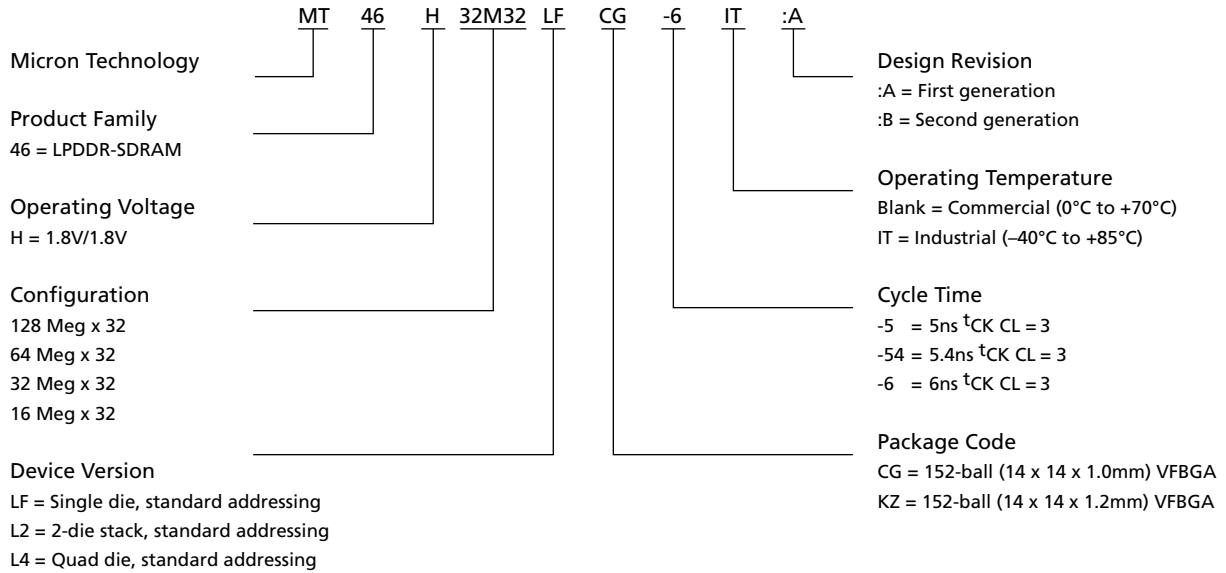 MT 46 H 32M32 LF CG -6 IT :A
Micron Technology
Product Family
46 = LPDDR-SDRAM
Operating Voltage
H = 1.8V/1.8V
Configuration
128 Meg x 32
64 Meg x 32
32 Meg x 32
16 Meg x 32
Device Version
LF = Single die, standard addressing
L2 = 2-die stack, standard addressing
L4 = Quad die, standard addressing
Design Revision
:A = First generation
:B = Second generation
Operating Temperature
Blank = Commercial (0°C to +70°C)
IT = Industrial (–40°C to +85°C)
Cycle Time
-5 = 5ns tCK CL = 3
-54 = 5.4ns tCK CL = 3
-6 = 6ns tCK CL = 3
Package Code
CG = 152-ball (14 x 14 x 1.0mm) VFBGA
KZ = 152-ball (14 x 14 x 1.2mm) VFBGA